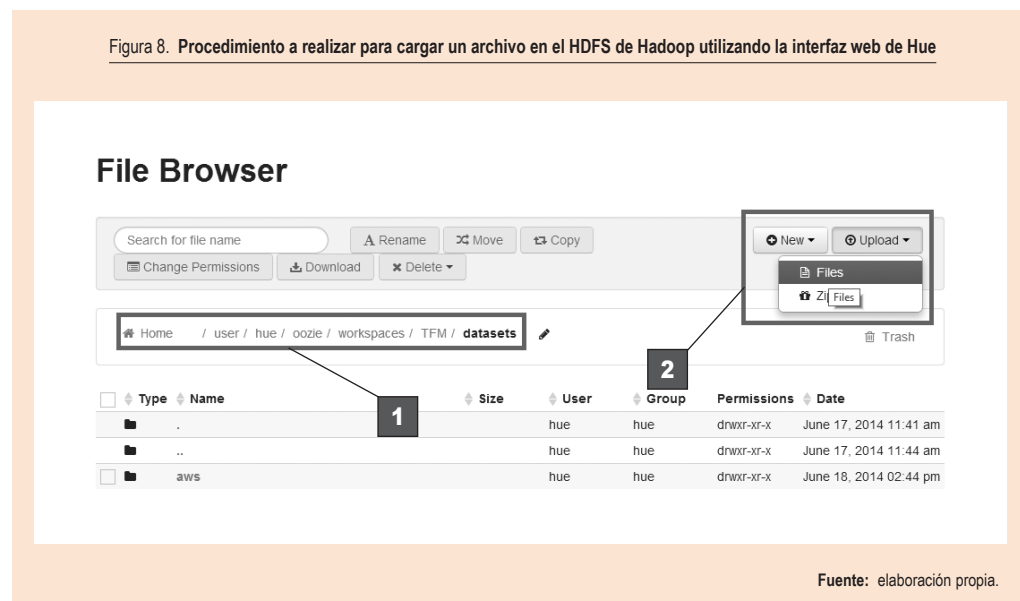 Figura 8. Procedimiento a realizar para cargar un archivo en el HDFS de Hadoop utilizando la interfaz web de Hue
File Browser
Search for file name
Rename
Move
Copy
New
Upload
Change Permissions
Download
Delete
Files
Zi
Files
Home / user / hue / oozie / workspaces / TFM / datasets
Trash
1
2
Type Name Size User Group Permissions Date
. hue hue drwxr-xr-x June 17, 2014 11:41 am
.. hue hue drwxr-xr-x June 17, 2014 11:44 am
aws hue hue drwxr-xr-x June 18, 2014 02:44 pm
Fuente: elaboración propia.